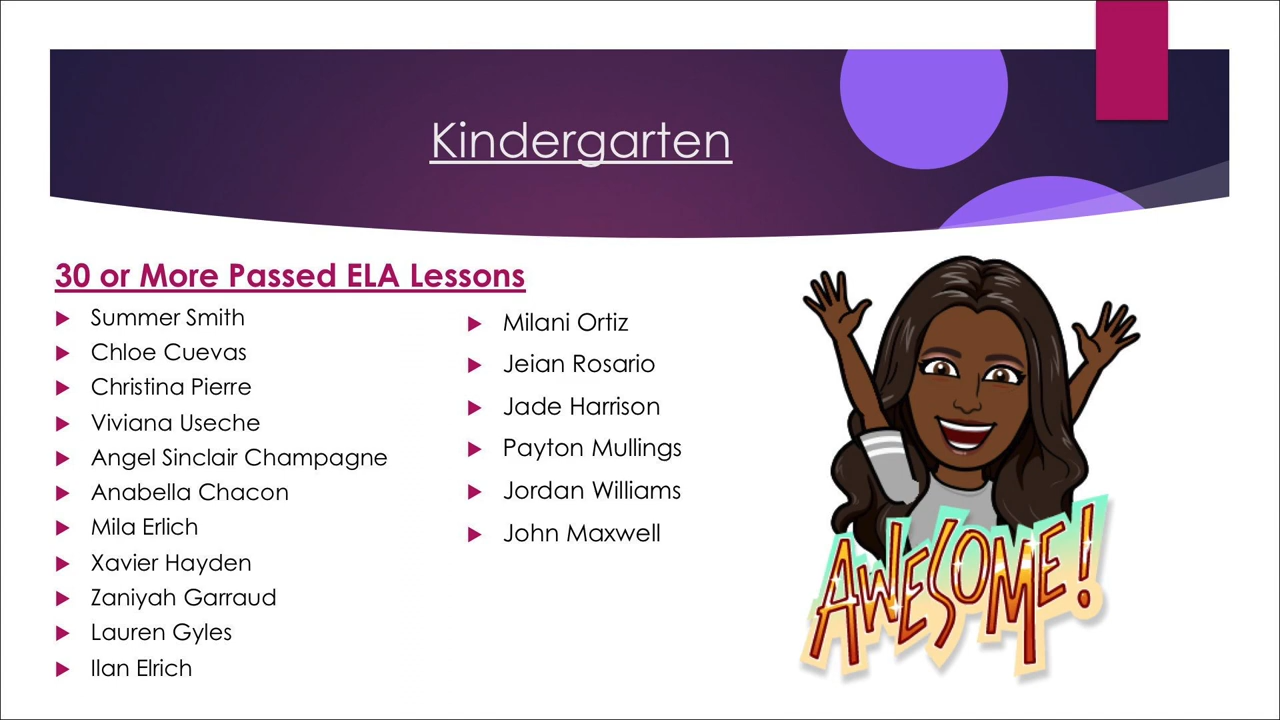 Kindergarten
30 or More Passed ELA Lessons
Summer Smith
Chloe Cuevas
Christina Pierre
Viviana Useche
Angel Sinclair Champagne
Anabella Chacon
Mila Erlich
Xavier Hayden
Zaniyah Garraud
Lauren Gyles
Ilan Elrich
Milani Ortiz
Jeian Rosario
Jade Harrison
Payton Mullings
Jordan Williams
John Maxwell
AWESOME!